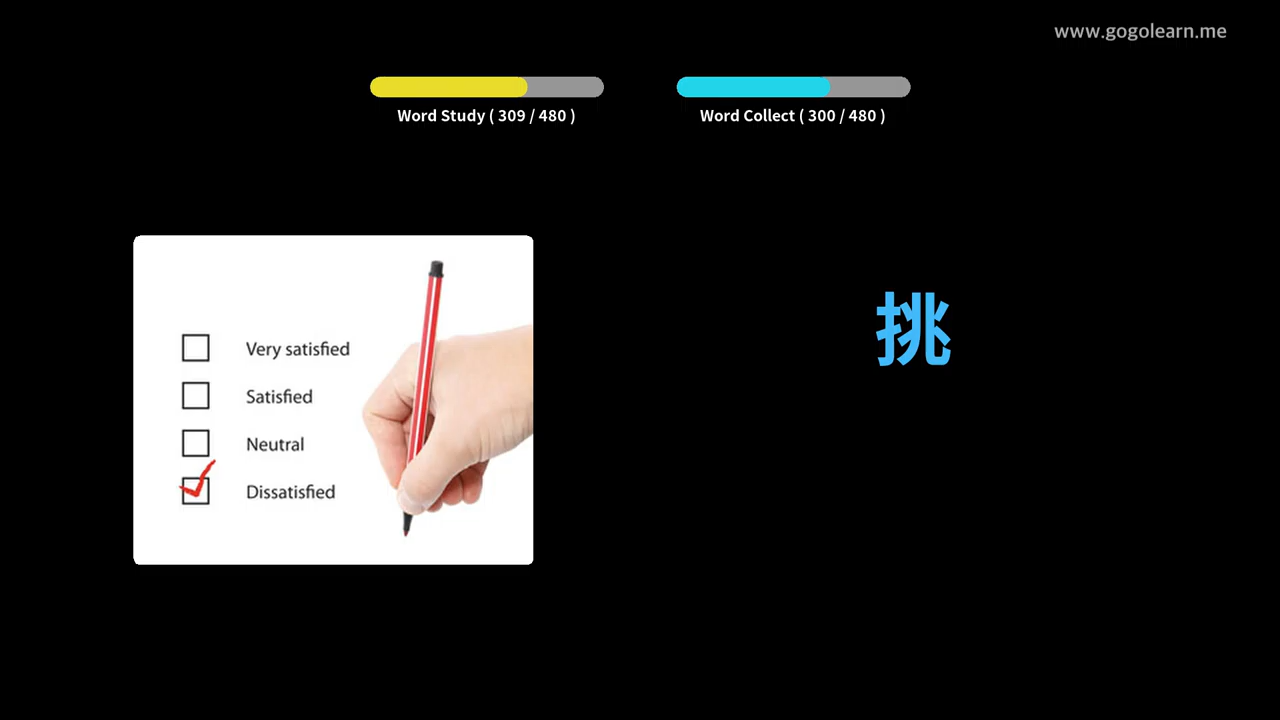 www.gogolearn.me
Word Study ( 309 / 480 )
Word Collect ( 300 / 480 )
Very satisfied
Satisfied
Neutral
Dissatisfied
挑